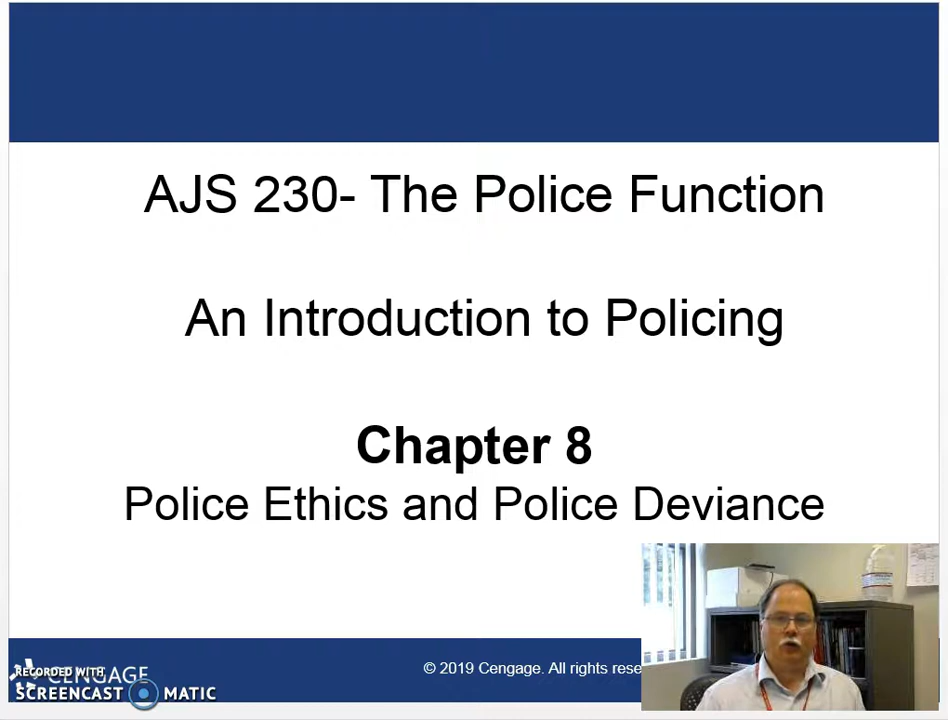 AJS 230- The Police Function
An Introduction to Policing
Chapter 8
Police Ethics and Police Deviance
RECORDED WITH
CENGAGE
SCREENCAST MATIC
© 2019 Cengage. All rights rese